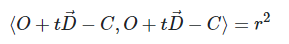 ⟨O + tD⃗ − C, O + tD⃗ − C⟩ = r²